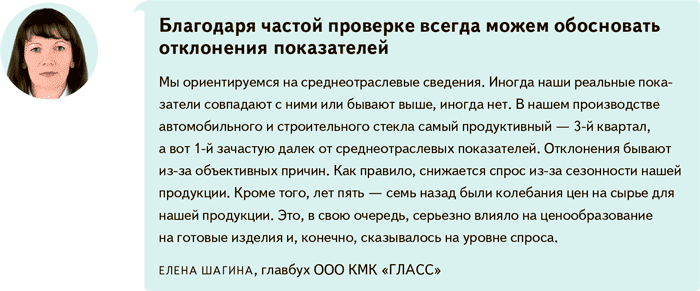 Благодаря частой проверке всегда можем обосновать
отклонения показателей
Мы ориентируемся на среднеотраслевые сведения. Иногда наши реальные пока-
затели совпадают с ними или бывают выше, иногда нет. В нашем производстве
автомобильного и строительного стекла самый продуктивный — 3-й квартал,
а вот 1-й зачастую далек от среднеотраслевых показателей. Отклонения бывают
из-за объективных причин. Как правило, снижается спрос из-за сезонности нашей
продукции. Кроме того, лет пять — семь назад были колебания цен на сырье для
нашей продукции. Это, в свою очередь, серьезно влияло на ценообразование
на готовые изделия и, конечно, сказывалось на уровне спроса.
ЕЛЕНА ШАГИНА, главбух ООО КМК «ГЛАСС»